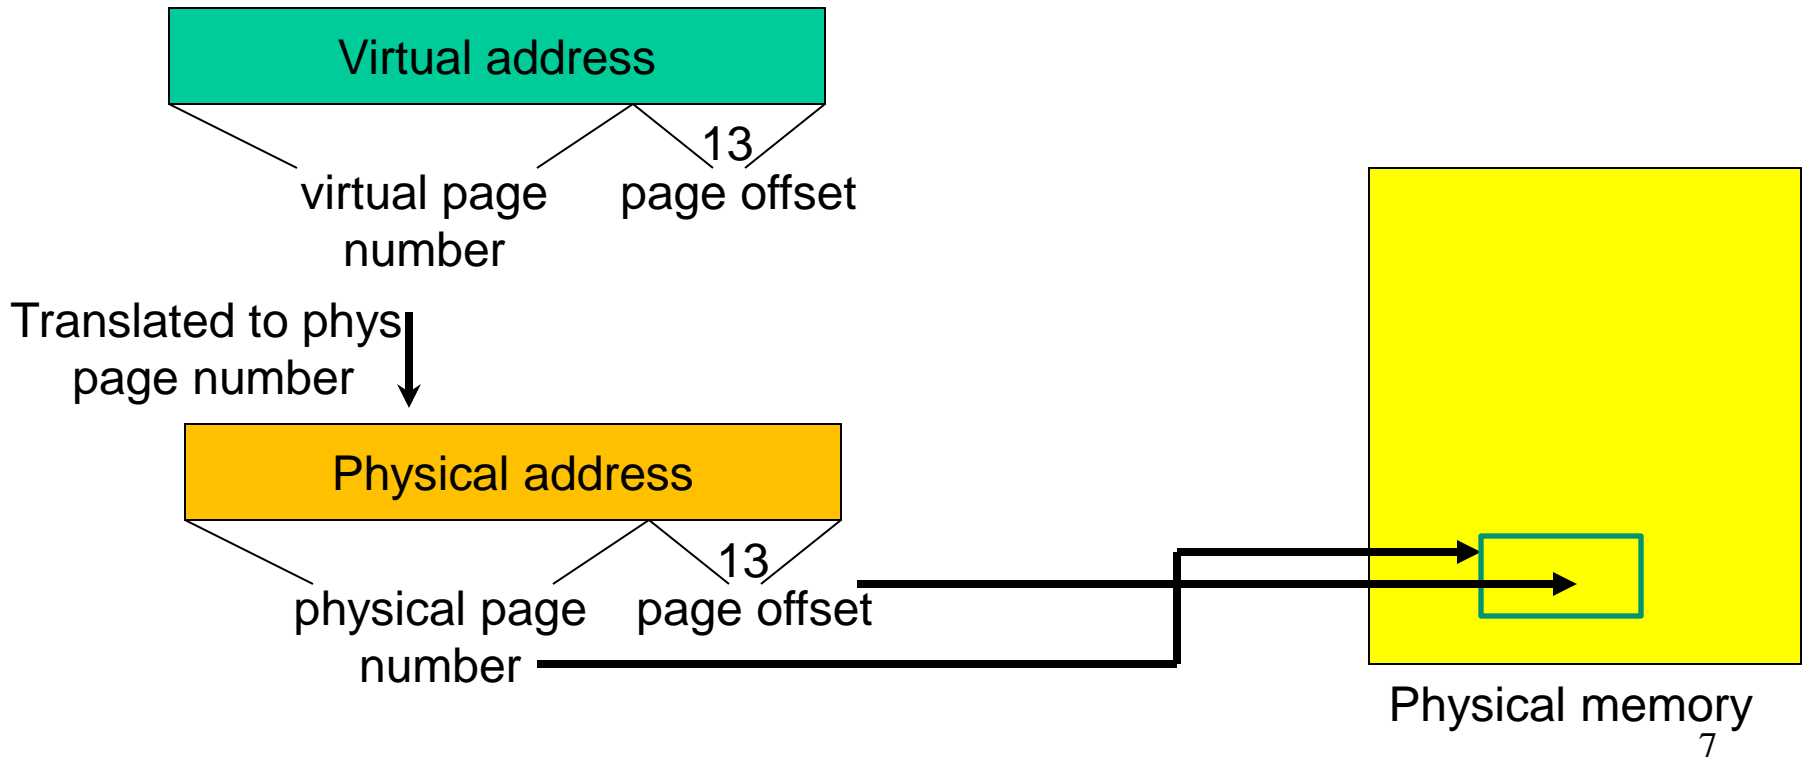 Virtual address
13
virtual page
number
page offset
Translated to phys
page number
Physical address
13
physical page
number
page offset
Physical memory
7